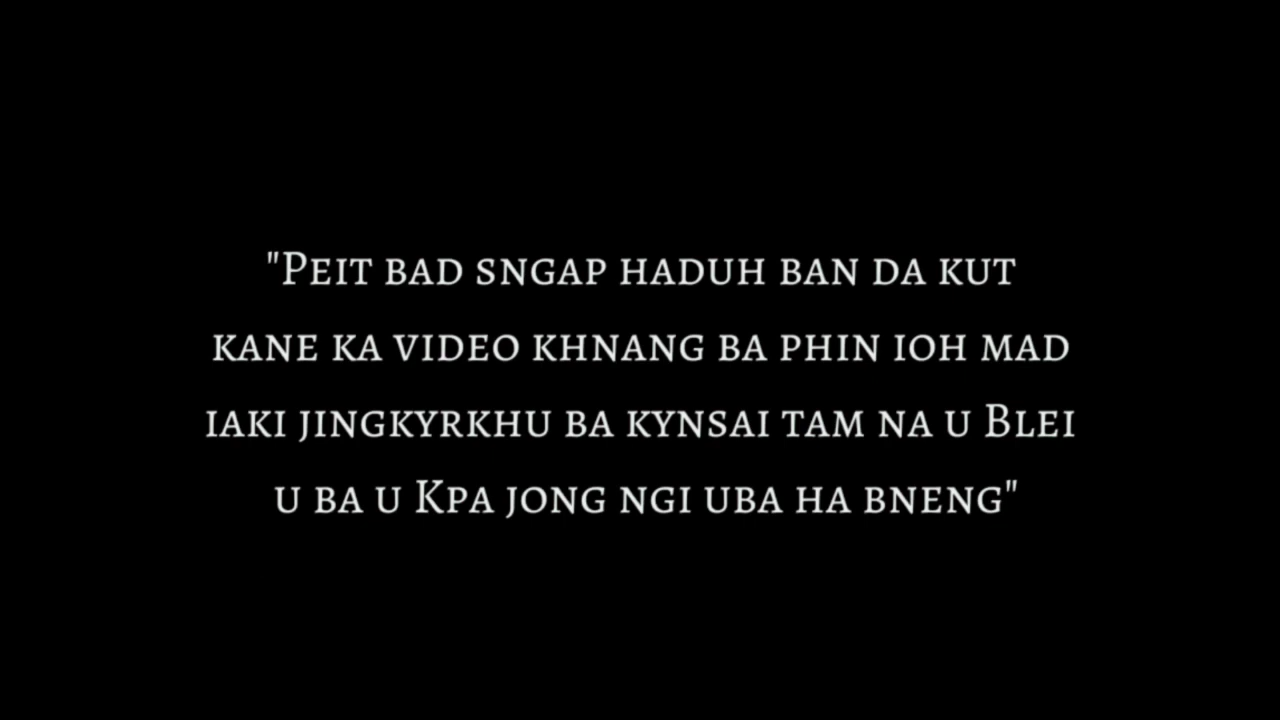 "Peit bad sngap haduh ban da kut
kane ka video khnang ba phin ioh mad
iaki jingkyrkhu ba kynsai tam na u Blei
u ba u Kpa jong ngi uba ha bneng"